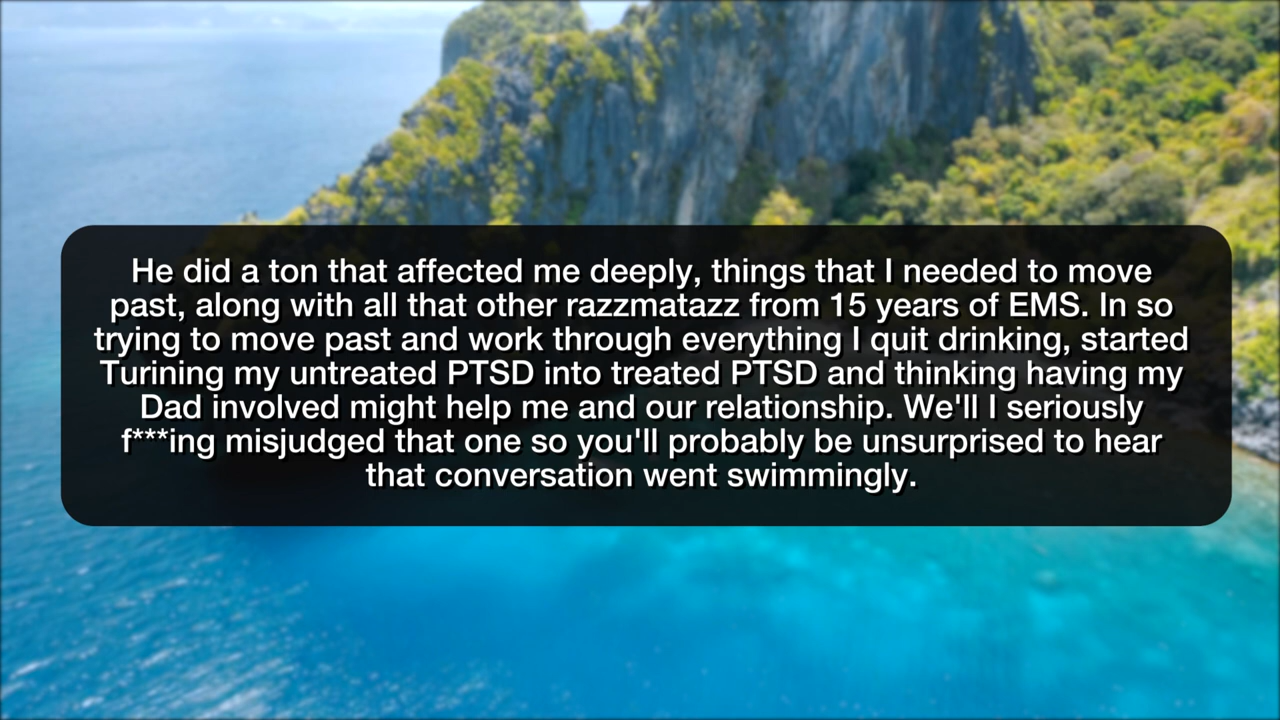 He did a ton that affected me deeply, things that I needed to move
past, along with all that other razzmatazz from 15 years of EMS. In so
trying to move past and work through everything I quit drinking, started
Turining my untreated PTSD into treated PTSD and thinking having my
Dad involved might help me and our relationship. We'll I seriously
f***ing misjudged that one so you'll probably be unsurprised to hear
that conversation went swimmingly.